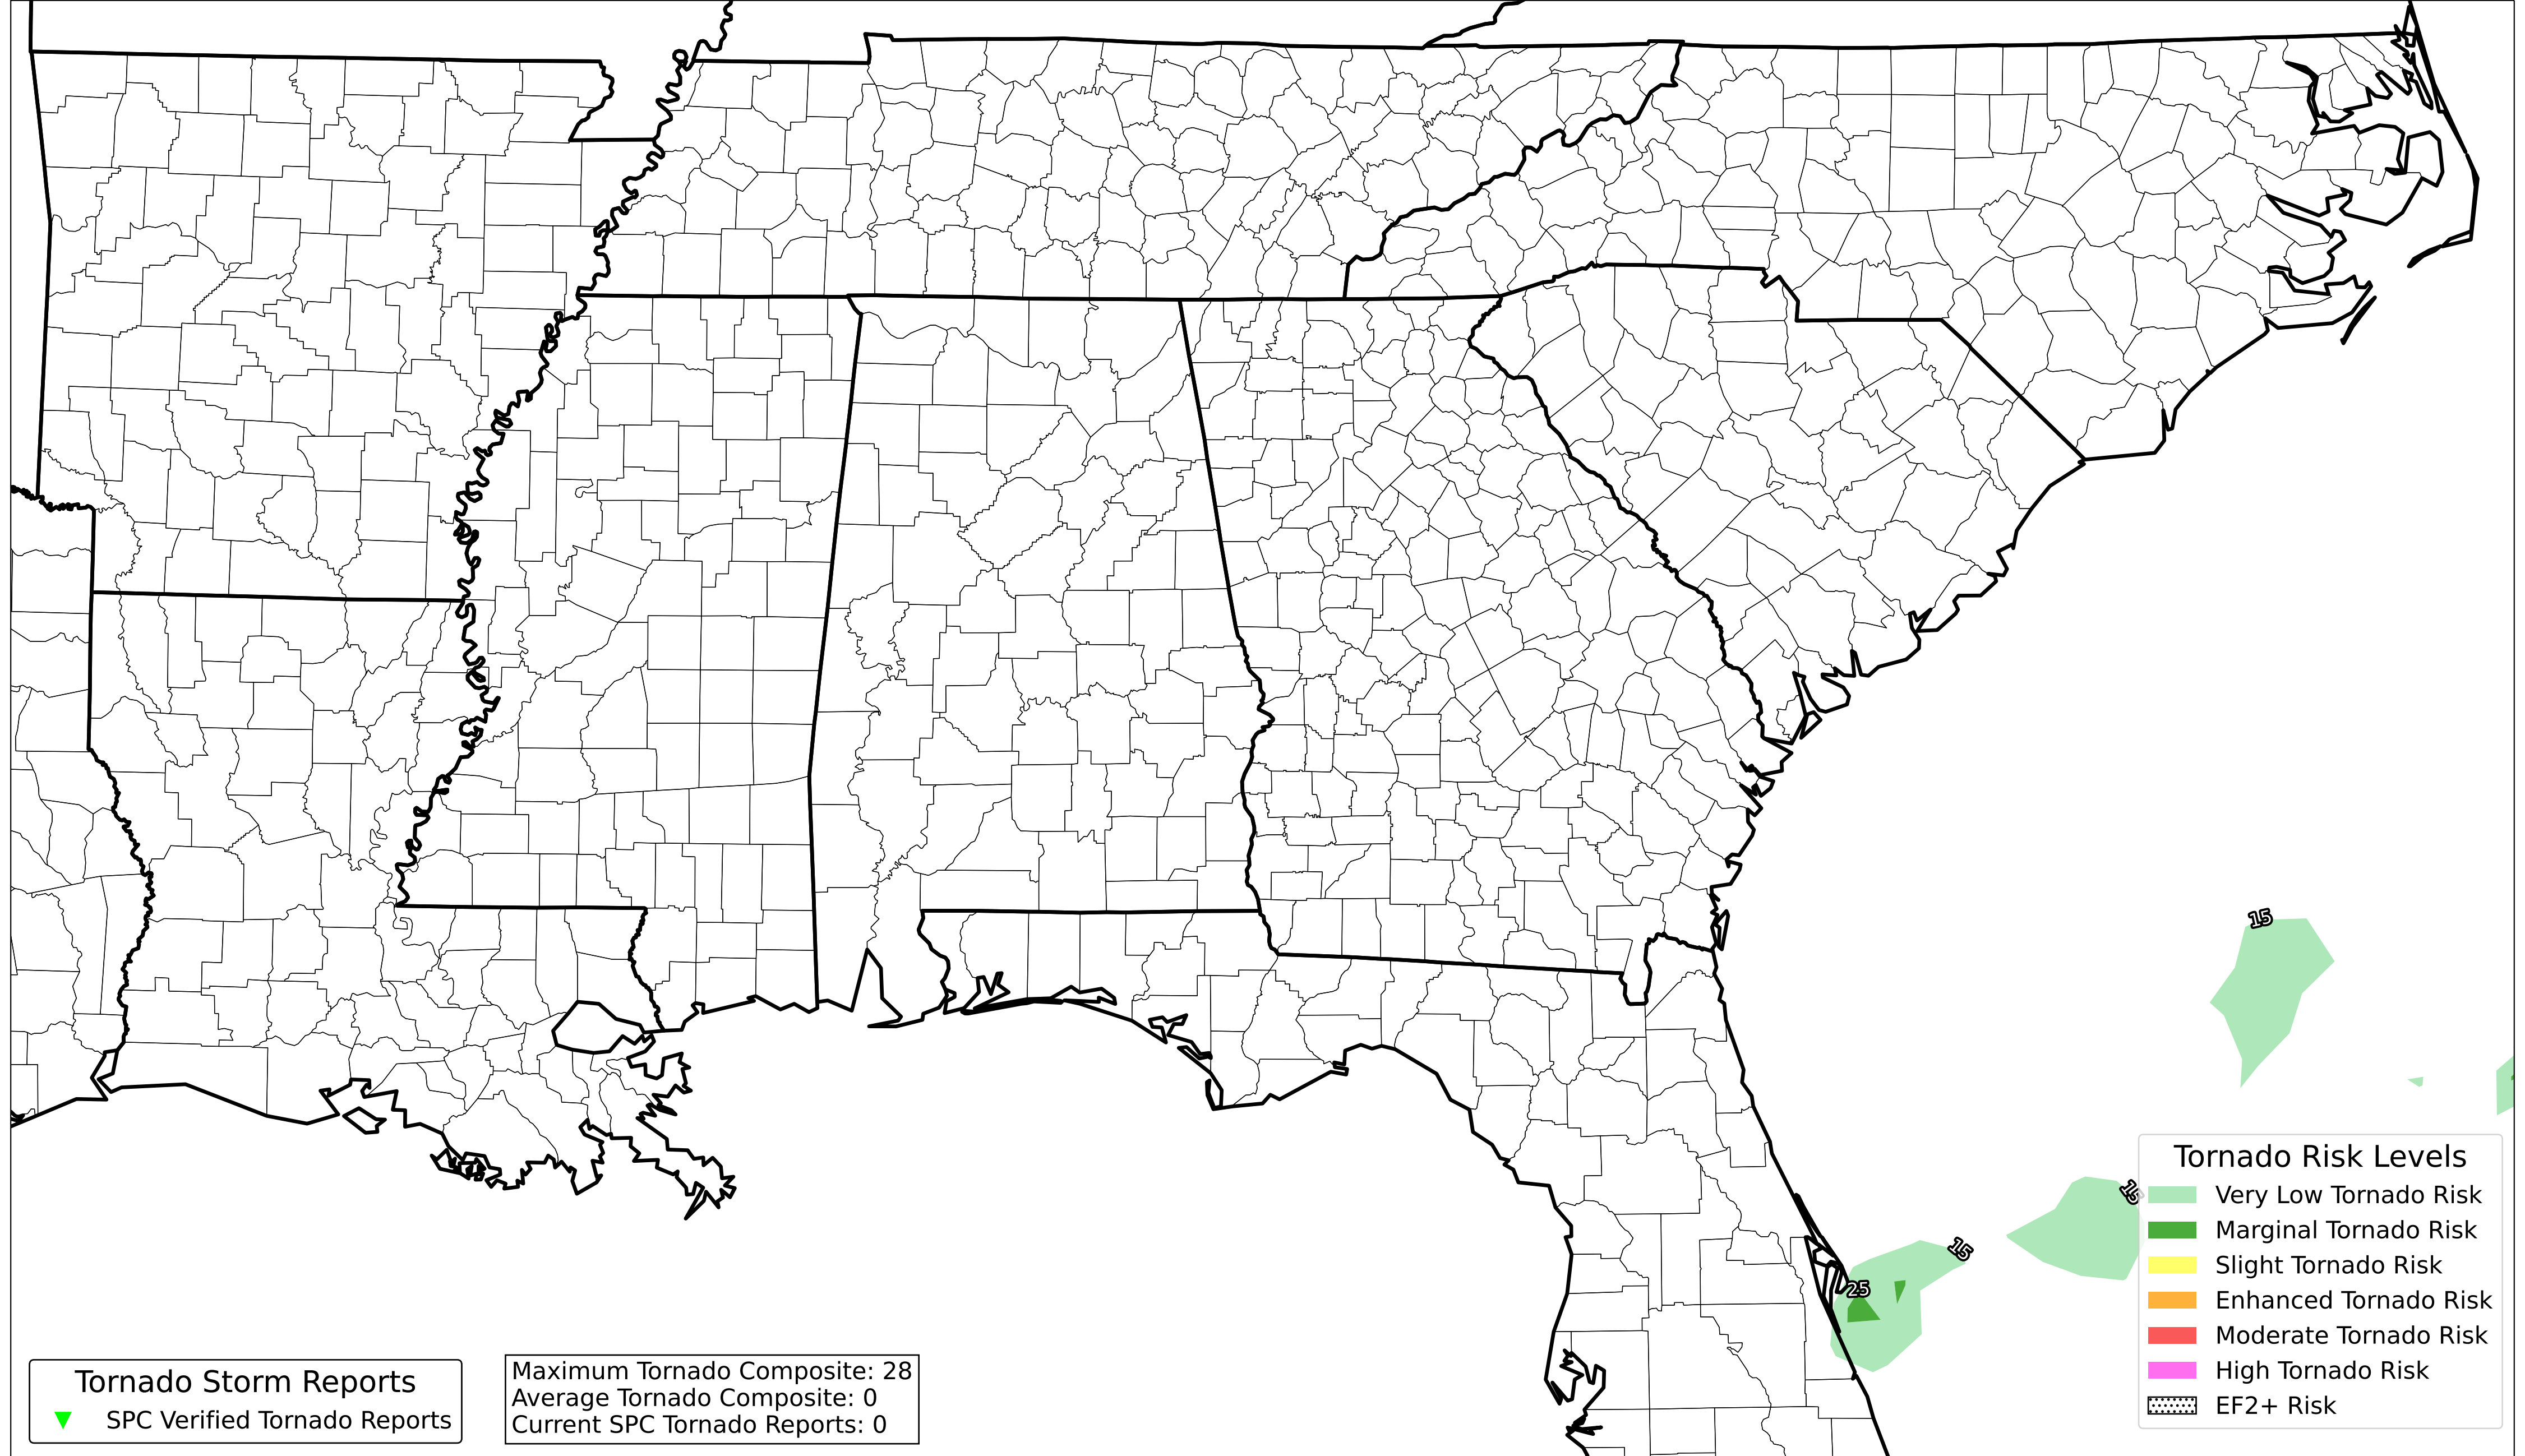 15
15
15
25
Tornado Risk Levels
Very Low Tornado Risk
Marginal Tornado Risk
Slight Tornado Risk
Enhanced Tornado Risk
Moderate Tornado Risk
High Tornado Risk
EF2+ Risk
Tornado Storm Reports
SPC Verified Tornado Reports
Maximum Tornado Composite: 28
Average Tornado Composite: 0
Current SPC Tornado Reports: 0